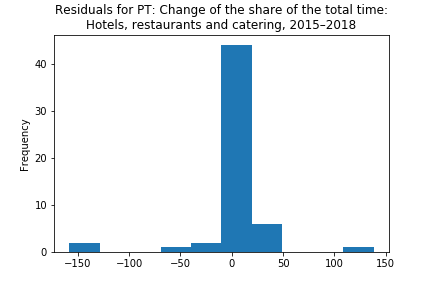 Residuals for PT: Change of the share of the total time:
Hotels, restaurants and catering, 2015–2018
Frequency
40
30
20
10
0
−150 −100 −50 0 50 100 150